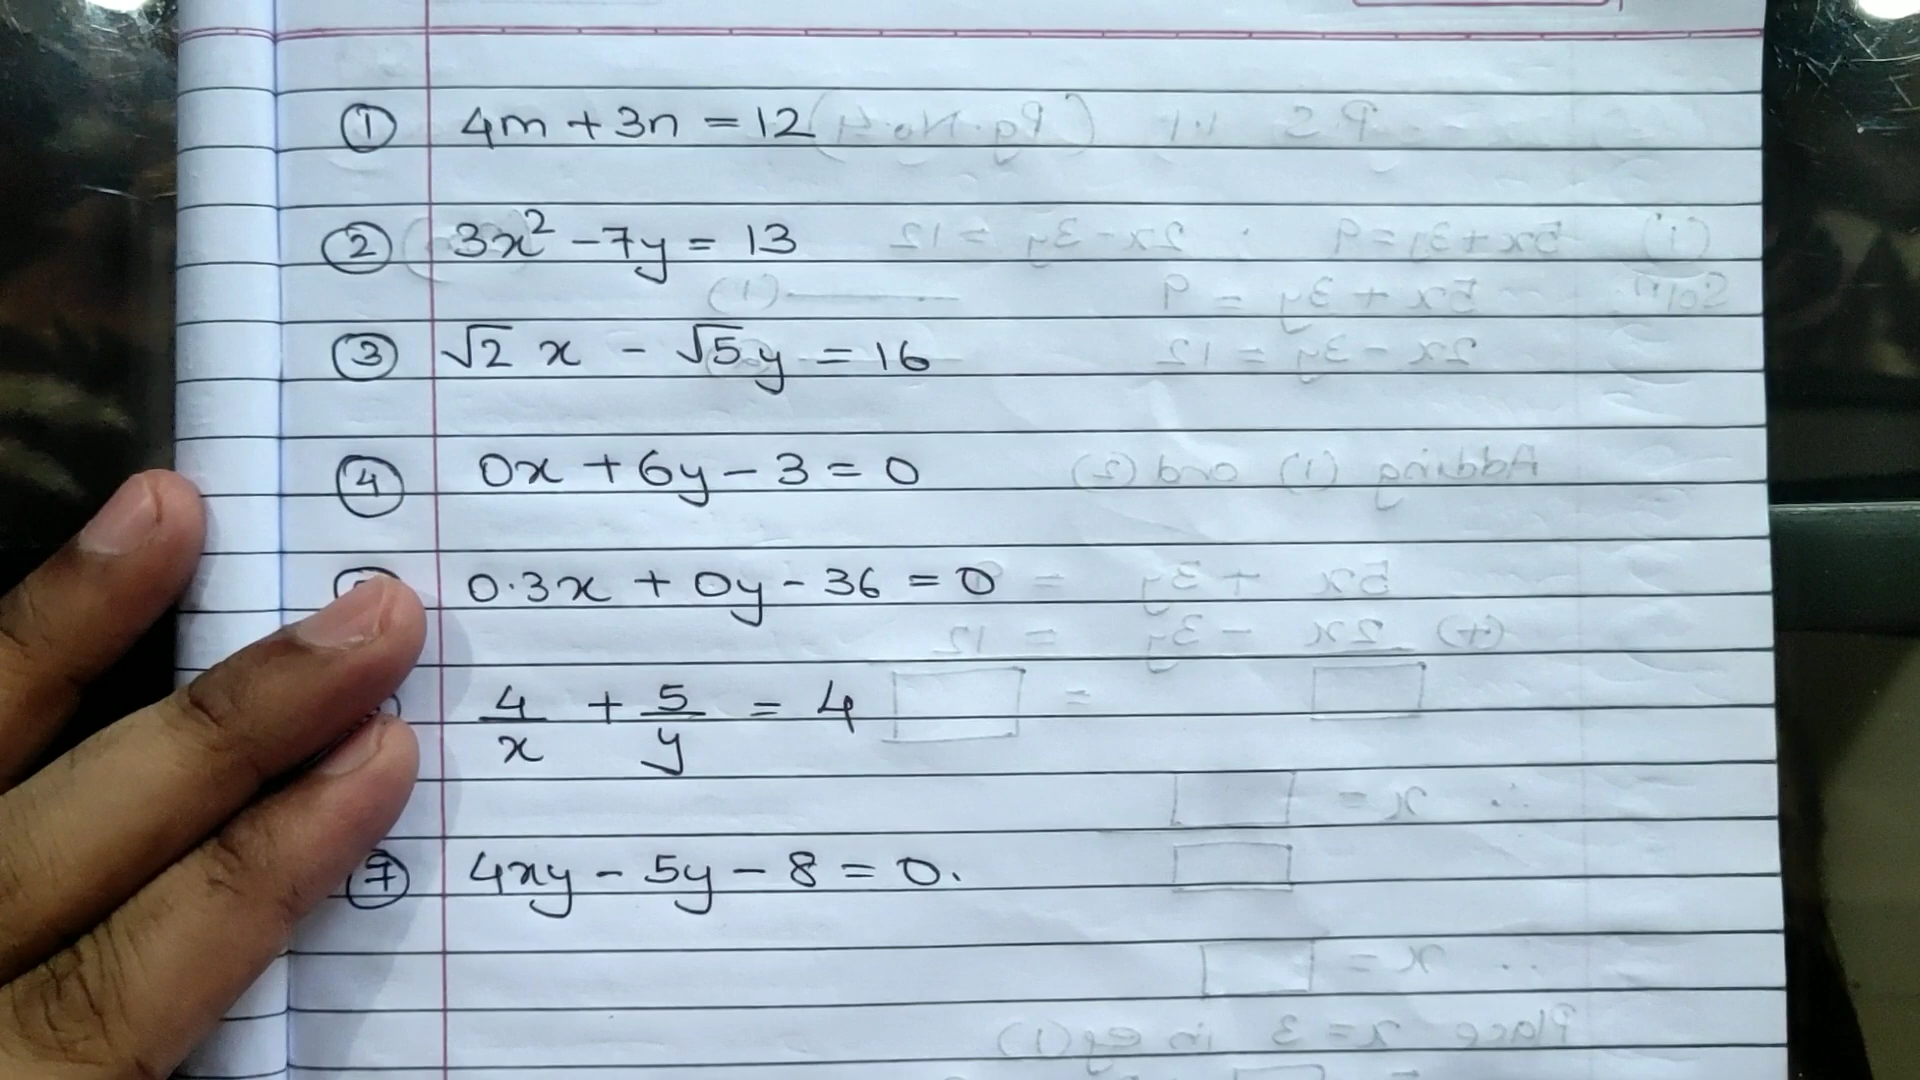 ① 4m + 3n = 12
② 3x² - 7y = 13
③ √2 x - √5 y = 16
④ 0x + 6y - 3 = 0
0.3x + 0y - 36 = 0
4/x + 5/y = 4
⑦ 4xy - 5y - 8 = 0.